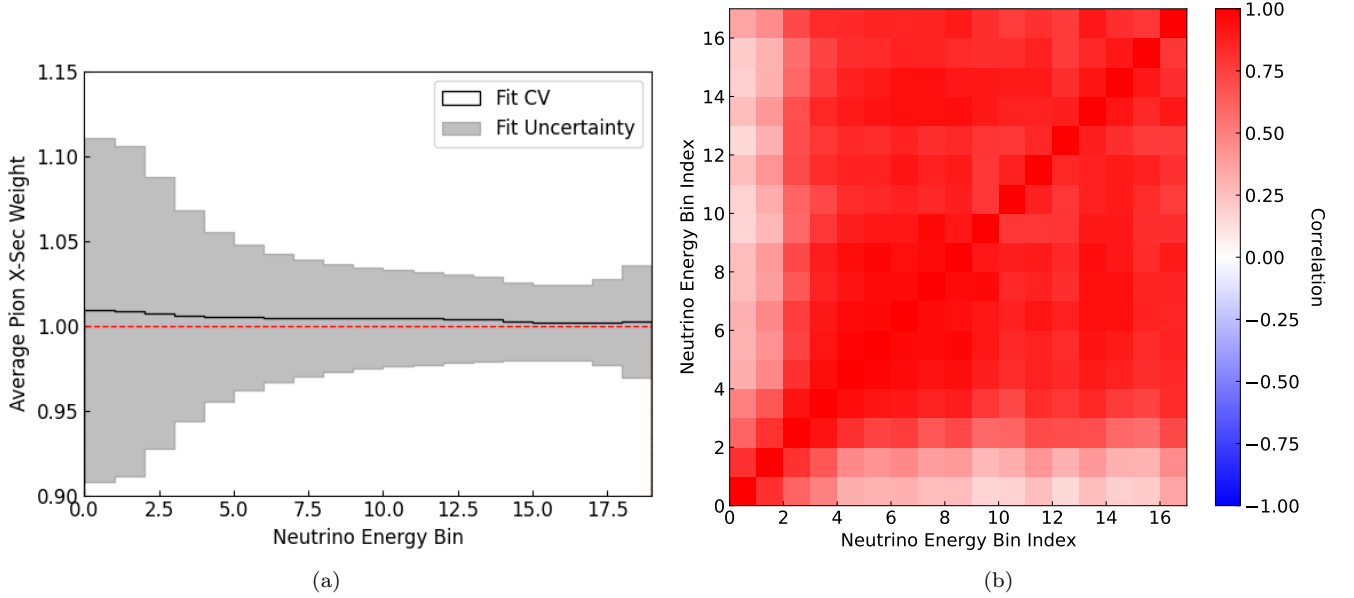 1.15
1.10
1.05
1.00
0.95
0.90
Average Pion X-Sec Weight
Fit CV
Fit Uncertainty
0.0 2.5 5.0 7.5 10.0 12.5 15.0 17.5
Neutrino Energy Bin
(a)
16
14
12
10
8
6
4
2
0
Neutrino Energy Bin Index
0 2 4 6 8 10 12 14 16
Neutrino Energy Bin Index
1.00
0.75
0.50
0.25
0.00
−0.25
−0.50
−0.75
−1.00
Correlation
(b)